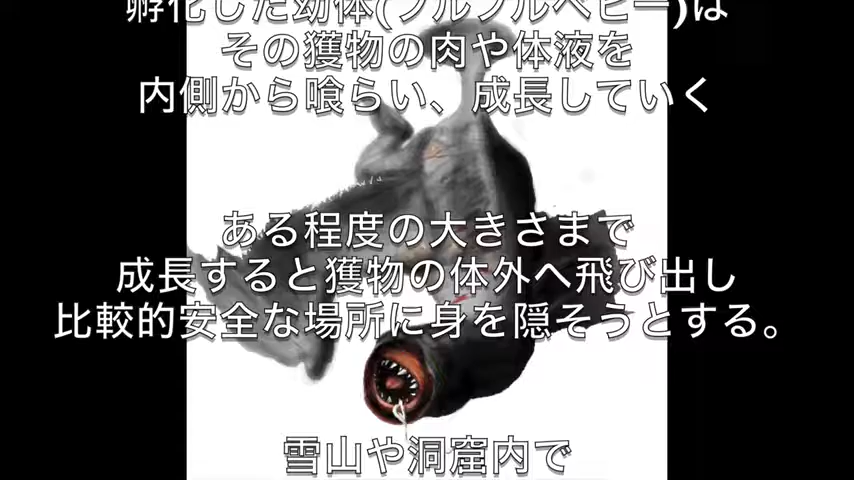 孵化した幼体(フルフルベビー)は
その獲物の肉や体液を
内側から喰らい、成長していく
ある程度の大きさまで
成長すると獲物の体外へ飛び出し
比較的安全な場所に身を隠そうとする。
雪山や洞窟内で